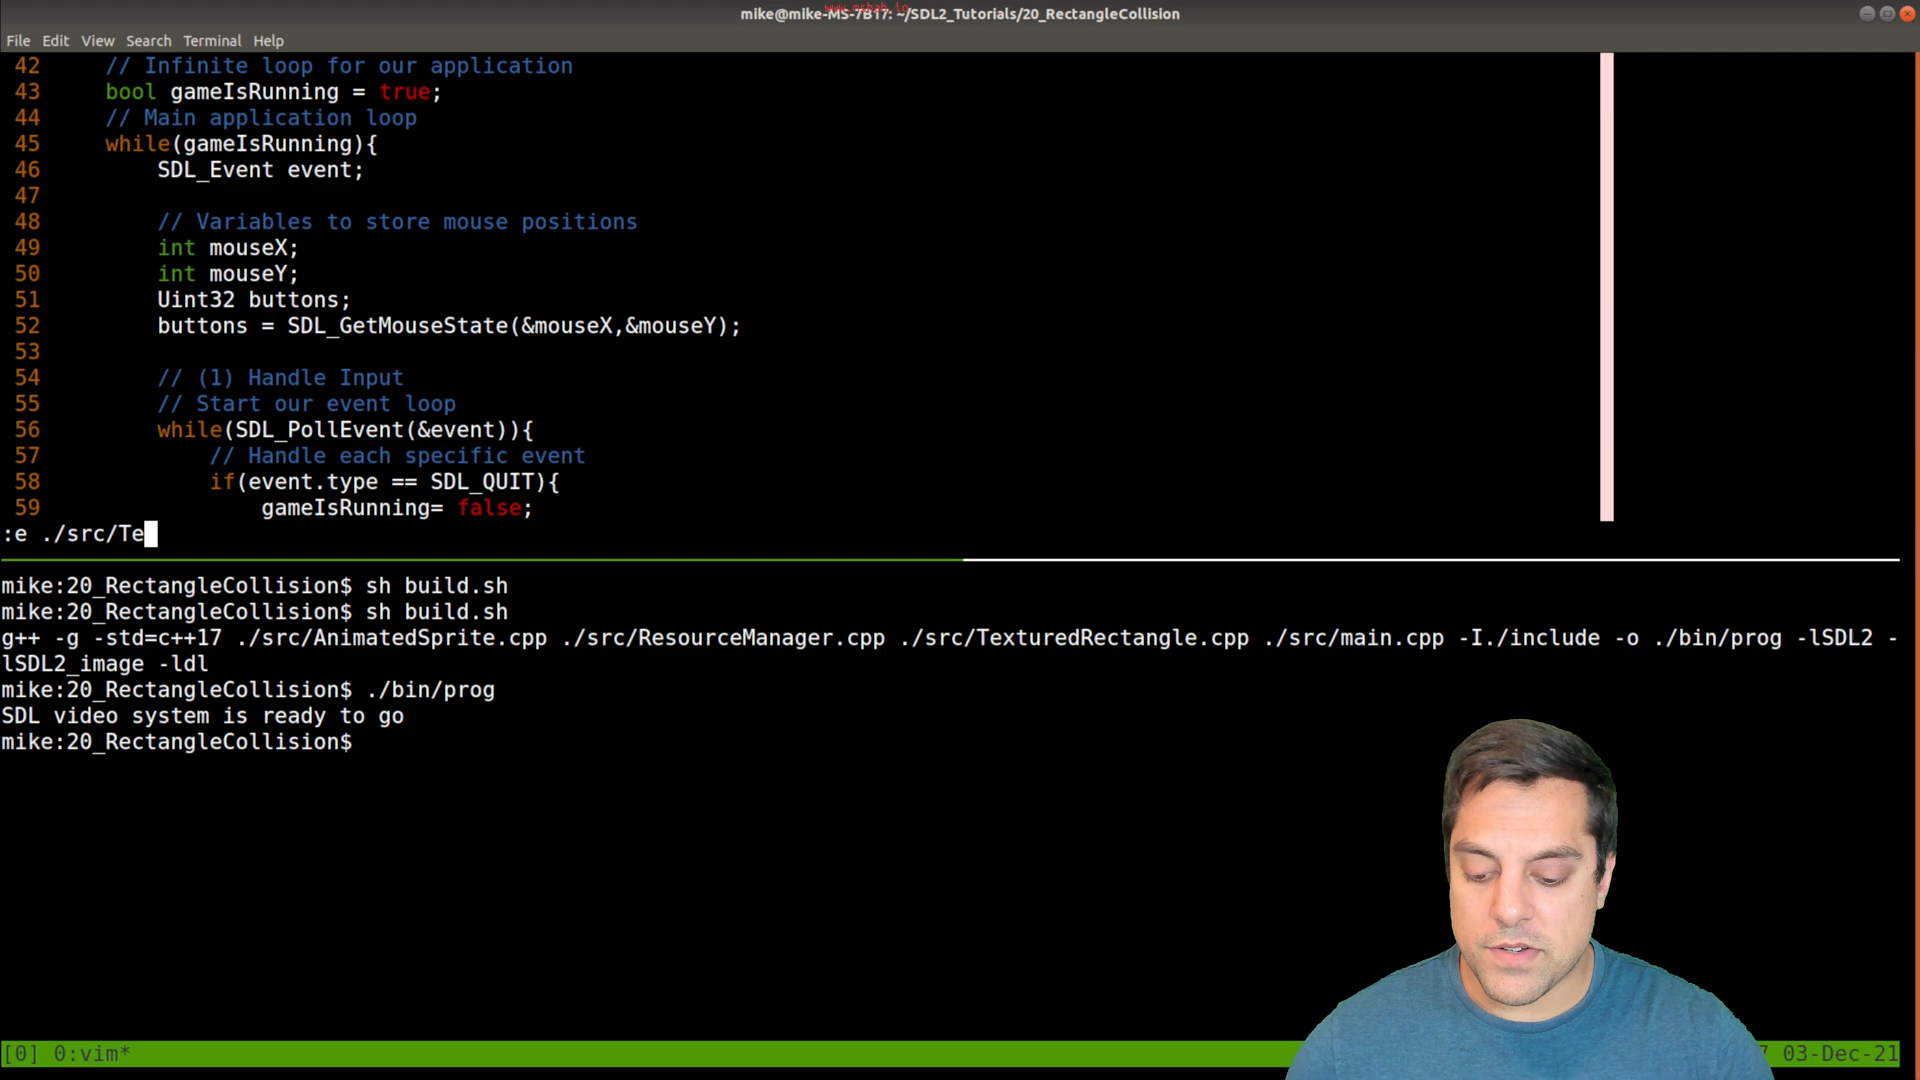 www.mshah.io
mike@mike-MS-7B17: ~/SDL2_Tutorials/20_RectangleCollision
File Edit View Search Terminal Help
42 // Infinite loop for our application
43 bool gameIsRunning = true;
44 // Main application loop
45 while(gameIsRunning){
46 SDL_Event event;
47
48 // Variables to store mouse positions
49 int mouseX;
50 int mouseY;
51 Uint32 buttons;
52 buttons = SDL_GetMouseState(&mouseX,&mouseY);
53
54 // (1) Handle Input
55 // Start our event loop
56 while(SDL_PollEvent(&event)){
57 // Handle each specific event
58 if(event.type == SDL_QUIT){
59 gameIsRunning= false;
:e ./src/Te
mike:20_RectangleCollision$ sh build.sh
mike:20_RectangleCollision$ sh build.sh
g++ -g -std=c++17 ./src/AnimatedSprite.cpp ./src/ResourceManager.cpp ./src/TexturedRectangle.cpp ./src/main.cpp -I./include -o ./bin/prog -lSDL2 -
lSDL2_image -ldl
mike:20_RectangleCollision$ ./bin/prog
SDL video system is ready to go
mike:20_RectangleCollision$
[0] 0:vim* 03-Dec-21